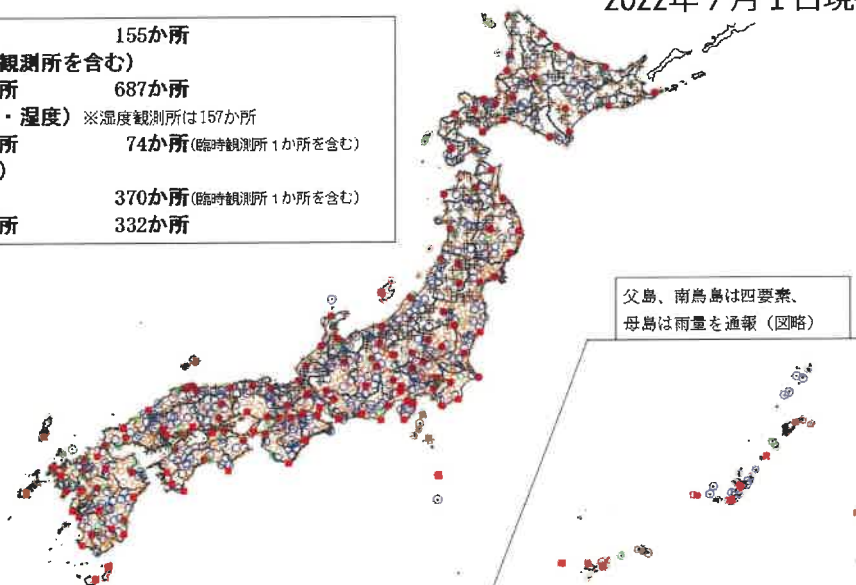 2022年７月１日現
155か所
観測所を含む）
所 687か所
・湿度）※湿度観測所は157か所
所 74か所(臨時観測所１か所を含む)
）
370か所(臨時観測所１か所を含む)
所 332か所
父島、南鳥島は四要素、
母島は雨量を通報（図略）